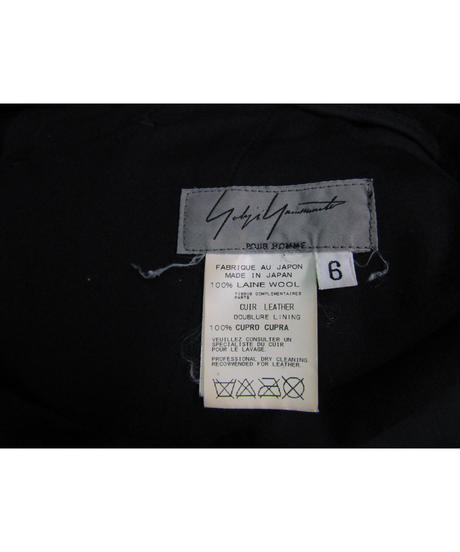 Yohji Yamamoto
POUR HOMME
6
FABRIQUE AU JAPON
MADE IN JAPAN
100% LAINE WOOL
TISSUS COMPLEMENTAIRES
PARTS
CUIR LEATHER
DOUBLURE LINING
100% CUPRO CUPRA
VEUILLEZ CONSULTER UN
SPECIALISTE DU CUIR
POUR LE LAVAGE.
PROFESSIONAL DRY CLEANING
RECOMMENDED FOR LEATHER.